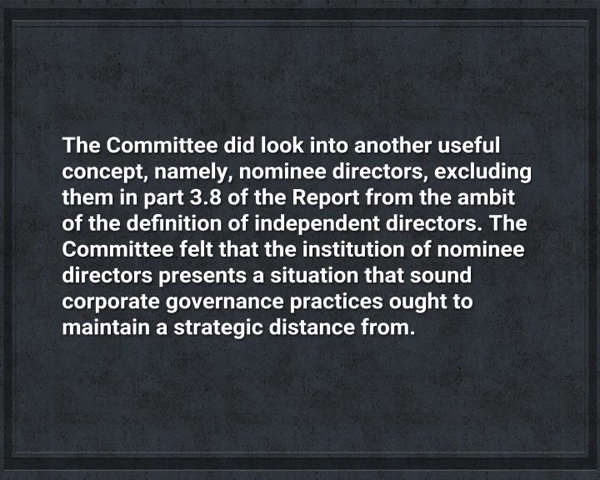 The Committee did look into another useful
concept, namely, nominee directors, excluding
them in part 3.8 of the Report from the ambit
of the definition of independent directors. The
Committee felt that the institution of nominee
directors presents a situation that sound
corporate governance practices ought to
maintain a strategic distance from.